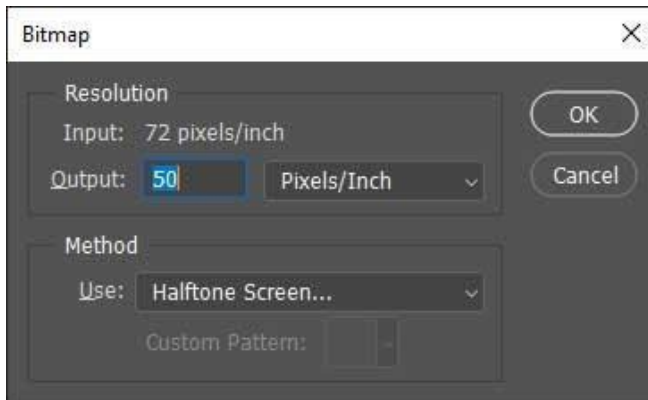 Bitmap
Resolution
Input: 72 pixels/inch
Output: 50 Pixels/Inch
OK
Cancel
Method
Use: Halftone Screen...
Custom Pattern: